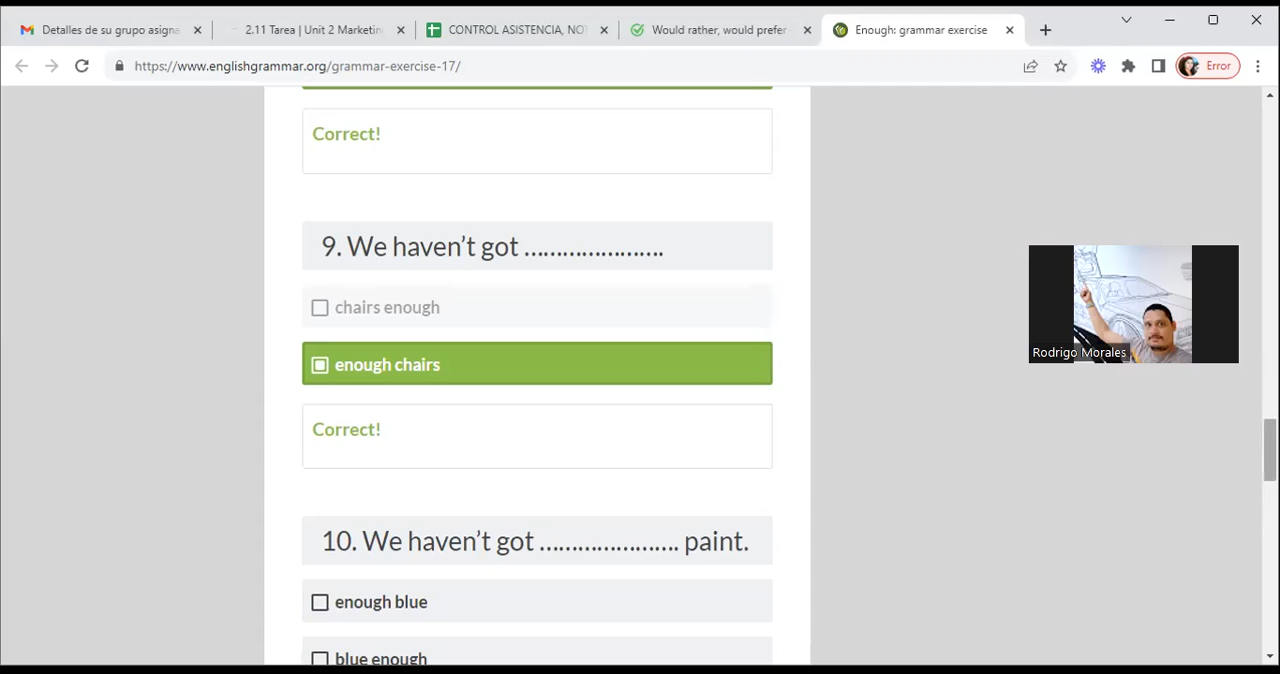 Detalles de su grupo asigna
2.11 Tarea | Unit 2 Marketin
CONTROL ASISTENCIA, NOT
Would rather, would prefer -
Enough: grammar exercise
https://www.englishgrammar.org/grammar-exercise-17/
Error
Correct!
9. We haven’t got …………………
chairs enough
enough chairs
Rodrigo Morales
Correct!
10. We haven’t got ………………… paint.
enough blue
blue enough